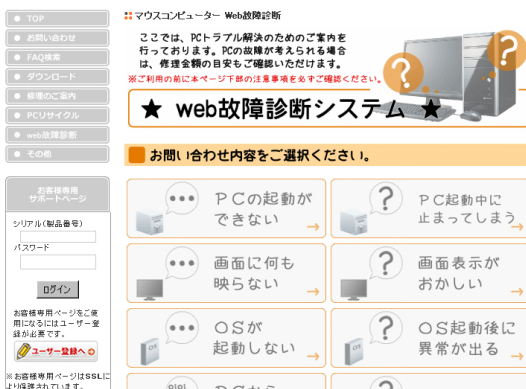 TOP
お問い合わせ
FAQ検索
ダウンロード
修理のご案内
PCリサイクル
web故障診断
その他
お客様専用
サポートページ
シリアル(製品番号)
パスワード
ログイン
お客様専用ページをご使
用になるにはユーザー登
録が必要です。
ユーザー登録へ
※お客様専用ページはSSLに
より保護されています。
マウスコンピューター Web故障診断
ここでは、PCトラブル解決のためのご案内を
行っております。PCの故障が考えられる場合
は、修理金額の目安もご確認いただけます。
※ご利用の前に本ページ下部の注意事項を必ずご確認ください。
★ web故障診断システム ★
お問い合わせ内容をご選択ください。
PCの起動が
できない
PC起動中に
止まってしまう
画面に何も
映らない
画面表示が
おかしい
OSが
起動しない
OS起動後に
異常が出る
PCから